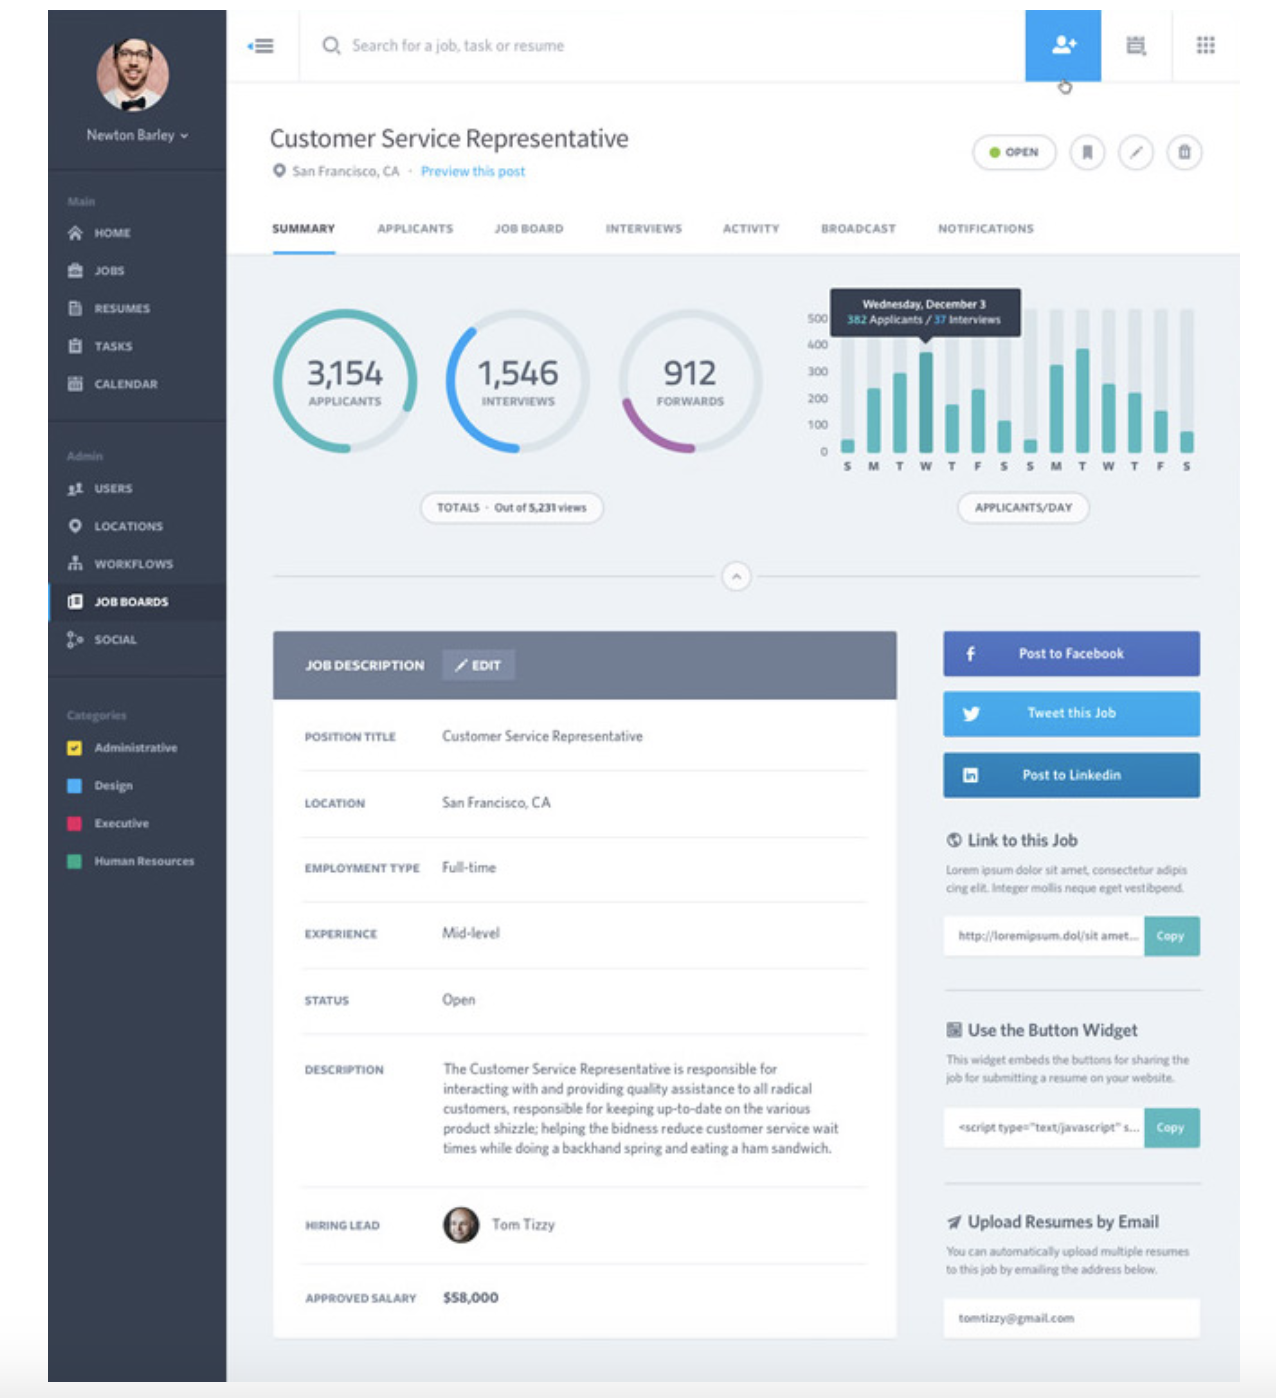 Newton Barley
Main
HOME
JOBS
RESUMES
TASKS
CALENDAR
Admin
USERS
LOCATIONS
WORKFLOWS
JOB BOARDS
SOCIAL
Categories
Administrative
Design
Executive
Human Resources
Search for a job, task or resume
Customer Service Representative
San Francisco, CA · Preview this post
OPEN
SUMMARY APPLICANTS JOB BOARD INTERVIEWS ACTIVITY BROADCAST NOTIFICATIONS
3,154
APPLICANTS
1,546
INTERVIEWS
912
FORWARDS
TOTALS · Out of 5,231 views
Wednesday, December 3
382 Applicants / 37 Interviews
500
400
300
200
100
0
S M T W T F S S M T W T F S
APPLICANTS/DAY
JOB DESCRIPTION EDIT
POSITION TITLE Customer Service Representative
LOCATION San Francisco, CA
EMPLOYMENT TYPE Full-time
EXPERIENCE Mid-level
STATUS Open
DESCRIPTION The Customer Service Representative is responsible for
interacting with and providing quality assistance to all radical
customers, responsible for keeping up-to-date on the various
product shizzle; helping the bidness reduce customer service wait
times while doing a backhand spring and eating a ham sandwich.
HIRING LEAD Tom Tizzy
APPROVED SALARY $58,000
Post to Facebook
Tweet this Job
Post to Linkedin
Link to this Job
Lorem ipsum dolor sit amet, consectetur adipis
cing elit. Integer mollis neque eget vestibpend.
http://loremipsum.dol/sit amet... Copy
Use the Button Widget
This widget embeds the buttons for sharing the
job for submitting a resume on your website.
<script type="text/javascript" s... Copy
Upload Resumes by Email
You can automatically upload multiple resumes
to this job by emailing the address below.
tomtizzy@gmail.com